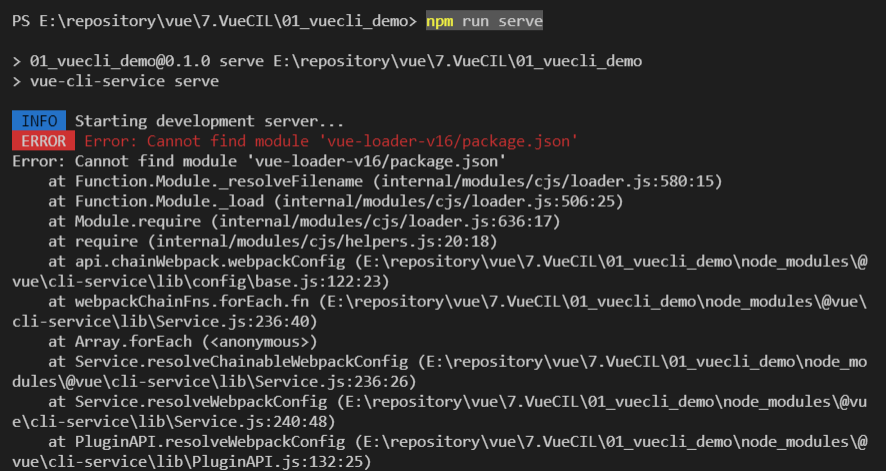 PS E:\repository\vue\7.VueCIL\01_vuecli_demo> npm run serve
> 01_vuecli_demo@0.1.0 serve E:\repository\vue\7.VueCIL\01_vuecli_demo
> vue-cli-service serve
INFO Starting development server...
ERROR Error: Cannot find module 'vue-loader-v16/package.json'
Error: Cannot find module 'vue-loader-v16/package.json'
at Function.Module._resolveFilename (internal/modules/cjs/loader.js:580:15)
at Function.Module._load (internal/modules/cjs/loader.js:506:25)
at Module.require (internal/modules/cjs/loader.js:636:17)
at require (internal/modules/cjs/helpers.js:20:18)
at api.chainWebpack.webpackConfig (E:\repository\vue\7.VueCIL\01_vuecli_demo\node_modules\@
vue\cli-service\lib\config\base.js:122:23)
at webpackChainFns.forEach.fn (E:\repository\vue\7.VueCIL\01_vuecli_demo\node_modules\@vue\
cli-service\lib\Service.js:236:40)
at Array.forEach (<anonymous>)
at Service.resolveChainableWebpackConfig (E:\repository\vue\7.VueCIL\01_vuecli_demo\node_mo
dules\@vue\cli-service\lib\Service.js:236:26)
at Service.resolveWebpackConfig (E:\repository\vue\7.VueCIL\01_vuecli_demo\node_modules\@vu
e\cli-service\lib\Service.js:240:48)
at PluginAPI.resolveWebpackConfig (E:\repository\vue\7.VueCIL\01_vuecli_demo\node_modules\@
vue\cli-service\lib\PluginAPI.js:132:25)